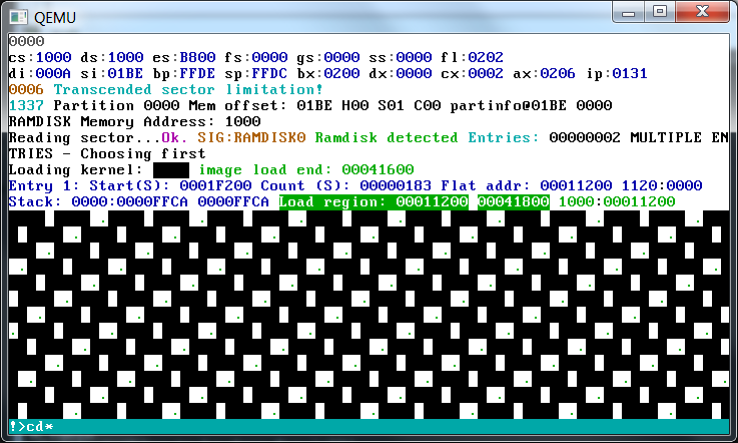 QEMU
0000
cs:1000 ds:1000 es:B800 fs:0000 gs:0000 ss:0000 fl:0202
di:000A si:01BE bp:FFDE sp:FFDC bx:0200 dx:0000 cx:0002 ax:0206 ip:0131
0006 Transcended sector limitation!
1337 Partition 0000 Mem offset: 01BE H00 S01 C00 partinfo@01BE 0000
RAMDISK Memory Address: 1000
Reading sector...Ok. SIG:RAMDISK0 Ramdisk detected Entries: 00000002 MULTIPLE EN
TRIES - Choosing first
Loading kernel: image load end: 00041600
Entry 1: Start(S): 0001F200 Count (S): 00000183 Flat addr: 00011200 1120:0000
Stack: 0000:0000FFCA 0000FFCA Load region: 00011200 00041800 1000:00011200
!>cd*